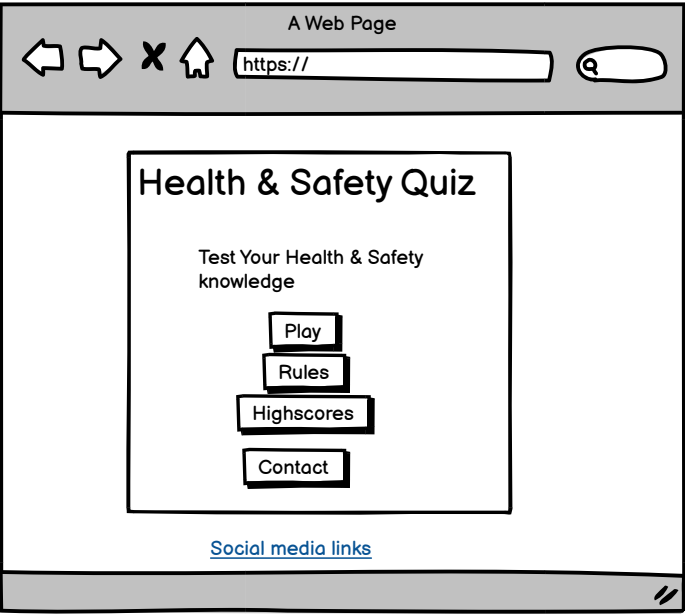 A Web Page
https://
Health & Safety Quiz
Test Your Health & Safety
knowledge
Play
Rules
Highscores
Contact
Social media links